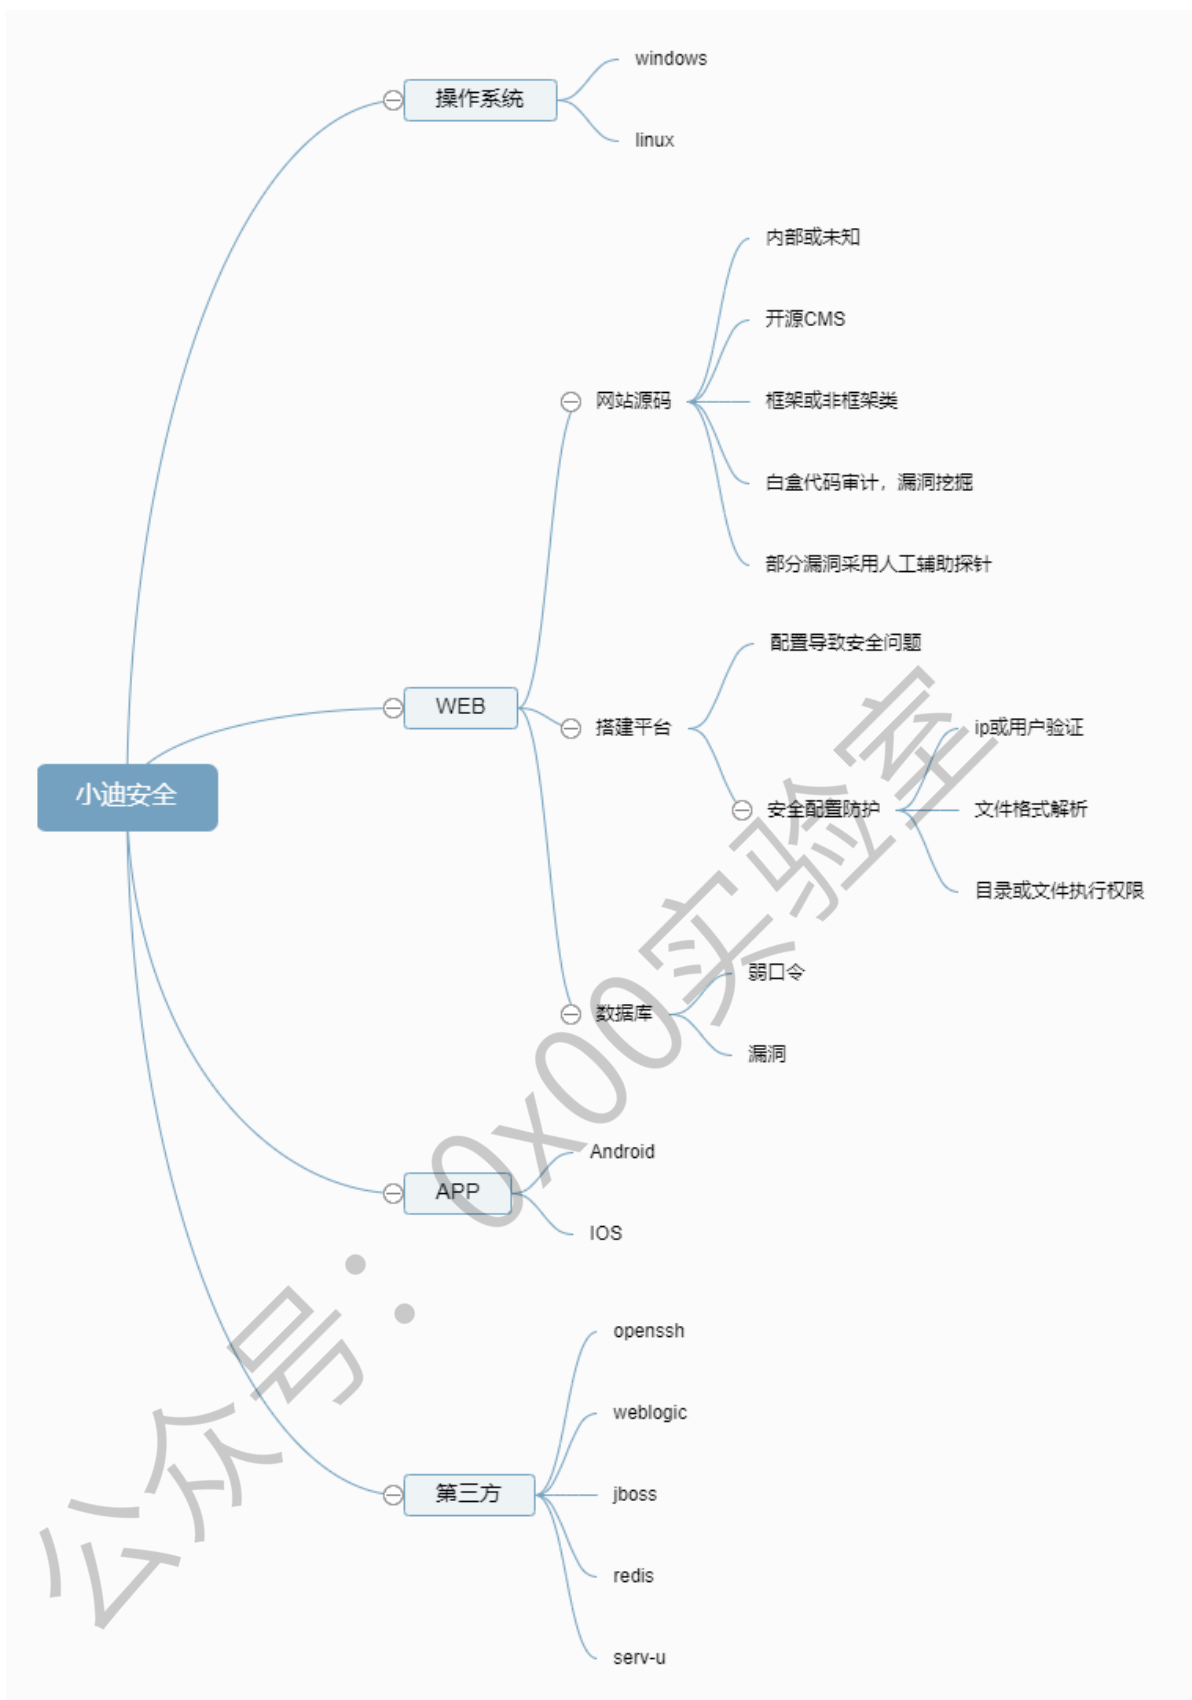 windows
操作系统
linux
内部或未知
开源CMS
网站源码
框架或非框架类
白盒代码审计，漏洞挖掘
部分漏洞采用人工辅助探针
配置导致安全问题
WEB
搭建平台
ip或用户验证
小迪安全
安全配置防护
文件格式解析
目录或文件执行权限
弱口令
数据库
漏洞
Android
APP
IOS
openssh
weblogic
第三方
jboss
redis
serv-u
公众号：0x00实验室